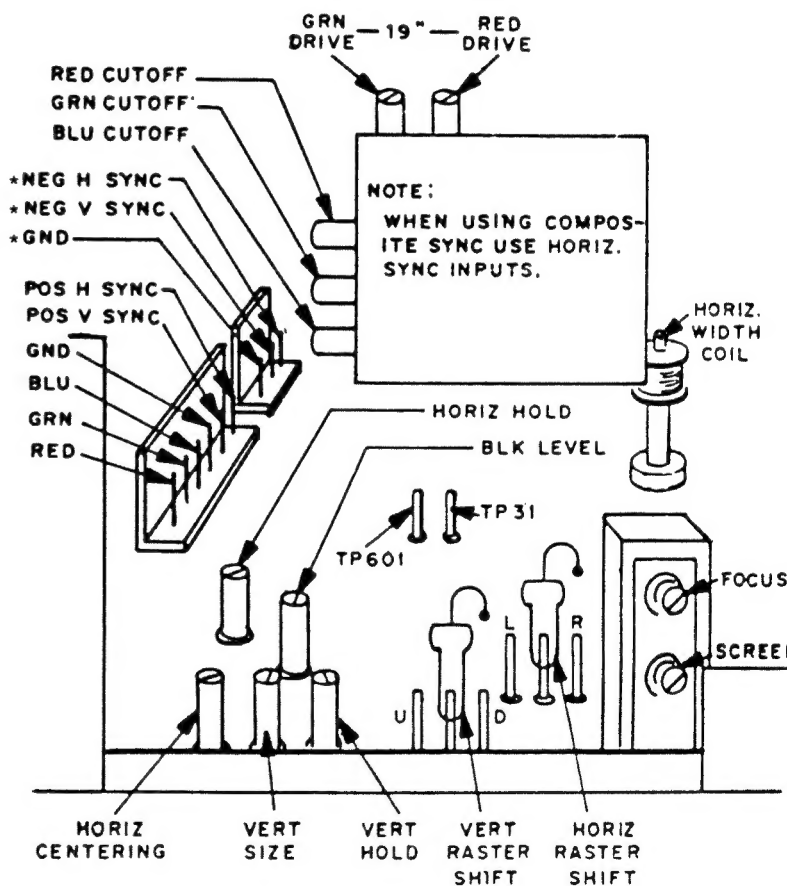 GRN DRIVE
— 19" —
RED DRIVE
RED CUTOFF
GRN CUTOFF
BLU CUTOFF
*NEG H SYNC
*NEG V SYNC
*GND
POS H SYNC
POS V SYNC
GND
BLU
GRN
RED
NOTE:
WHEN USING COMPOS-
ITE SYNC USE HORIZ.
SYNC INPUTS.
HORIZ.
WIDTH
COIL
HORIZ HOLD
BLK LEVEL
TP601
TP31
L
R
U
D
FOCUS
SCREEN
HORIZ
CENTERING
VERT
SIZE
VERT
HOLD
VERT
RASTER
SHIFT
HORIZ
RASTER
SHIFT